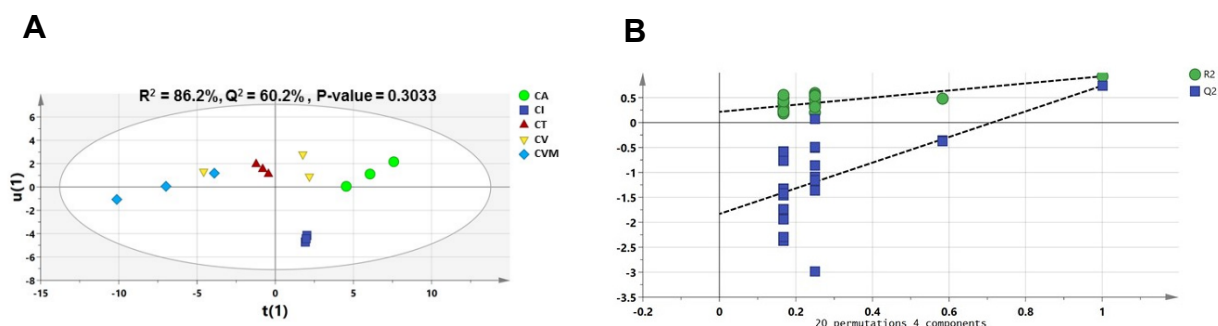 A
R² = 86.2%, Q² = 60.2% , P-value = 0.3033
CA
CI
CT
CV
CVM
u(1)
6
4
2
0
-2
-4
-6
-8
-15
-10
-5
0
5
10
t(1)
B
R2
Q2
0.5
0
-0.5
-1
-1.5
-2
-2.5
-3
-3.5
-0.2
0
0.2
0.4
0.6
0.8
1
20 permutations 4 components